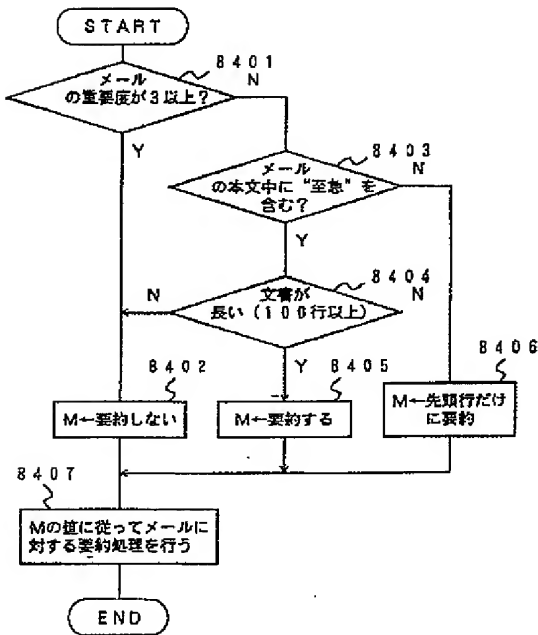 START
8401
メール
の重要度が3以上?
N
Y
8403
メール
の本文中に“至急”を
含む?
N
Y
8404
文書が
長い(100行以上)
N
N
Y
8402
M←要約しない
8405
M←要約する
8406
M←先頭行だけ
に要約
8407
Mの値に従ってメールに
対する要約処理を行う
END